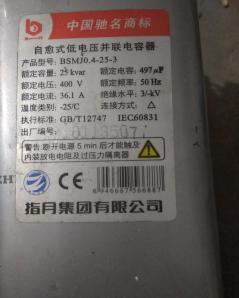 中国驰名商标
自愈式低电压并联电容器
产品型号: BSMJ0.4-25-3
额定容量: 25 kvar 额定电容: 497μF
额定电压: 400 V 额定频率: 50 Hz
额定电流: 36.1 A 绝缘水平: 3/-kV
温度类别: -25/C 连接方式: △
执行标准: GB/T12747 IEC60831
出厂编号:
警告: 断开电源 5 min 后才能触及
内装放电电阻及过压力隔离器
6946667566887
指月集团有限公司